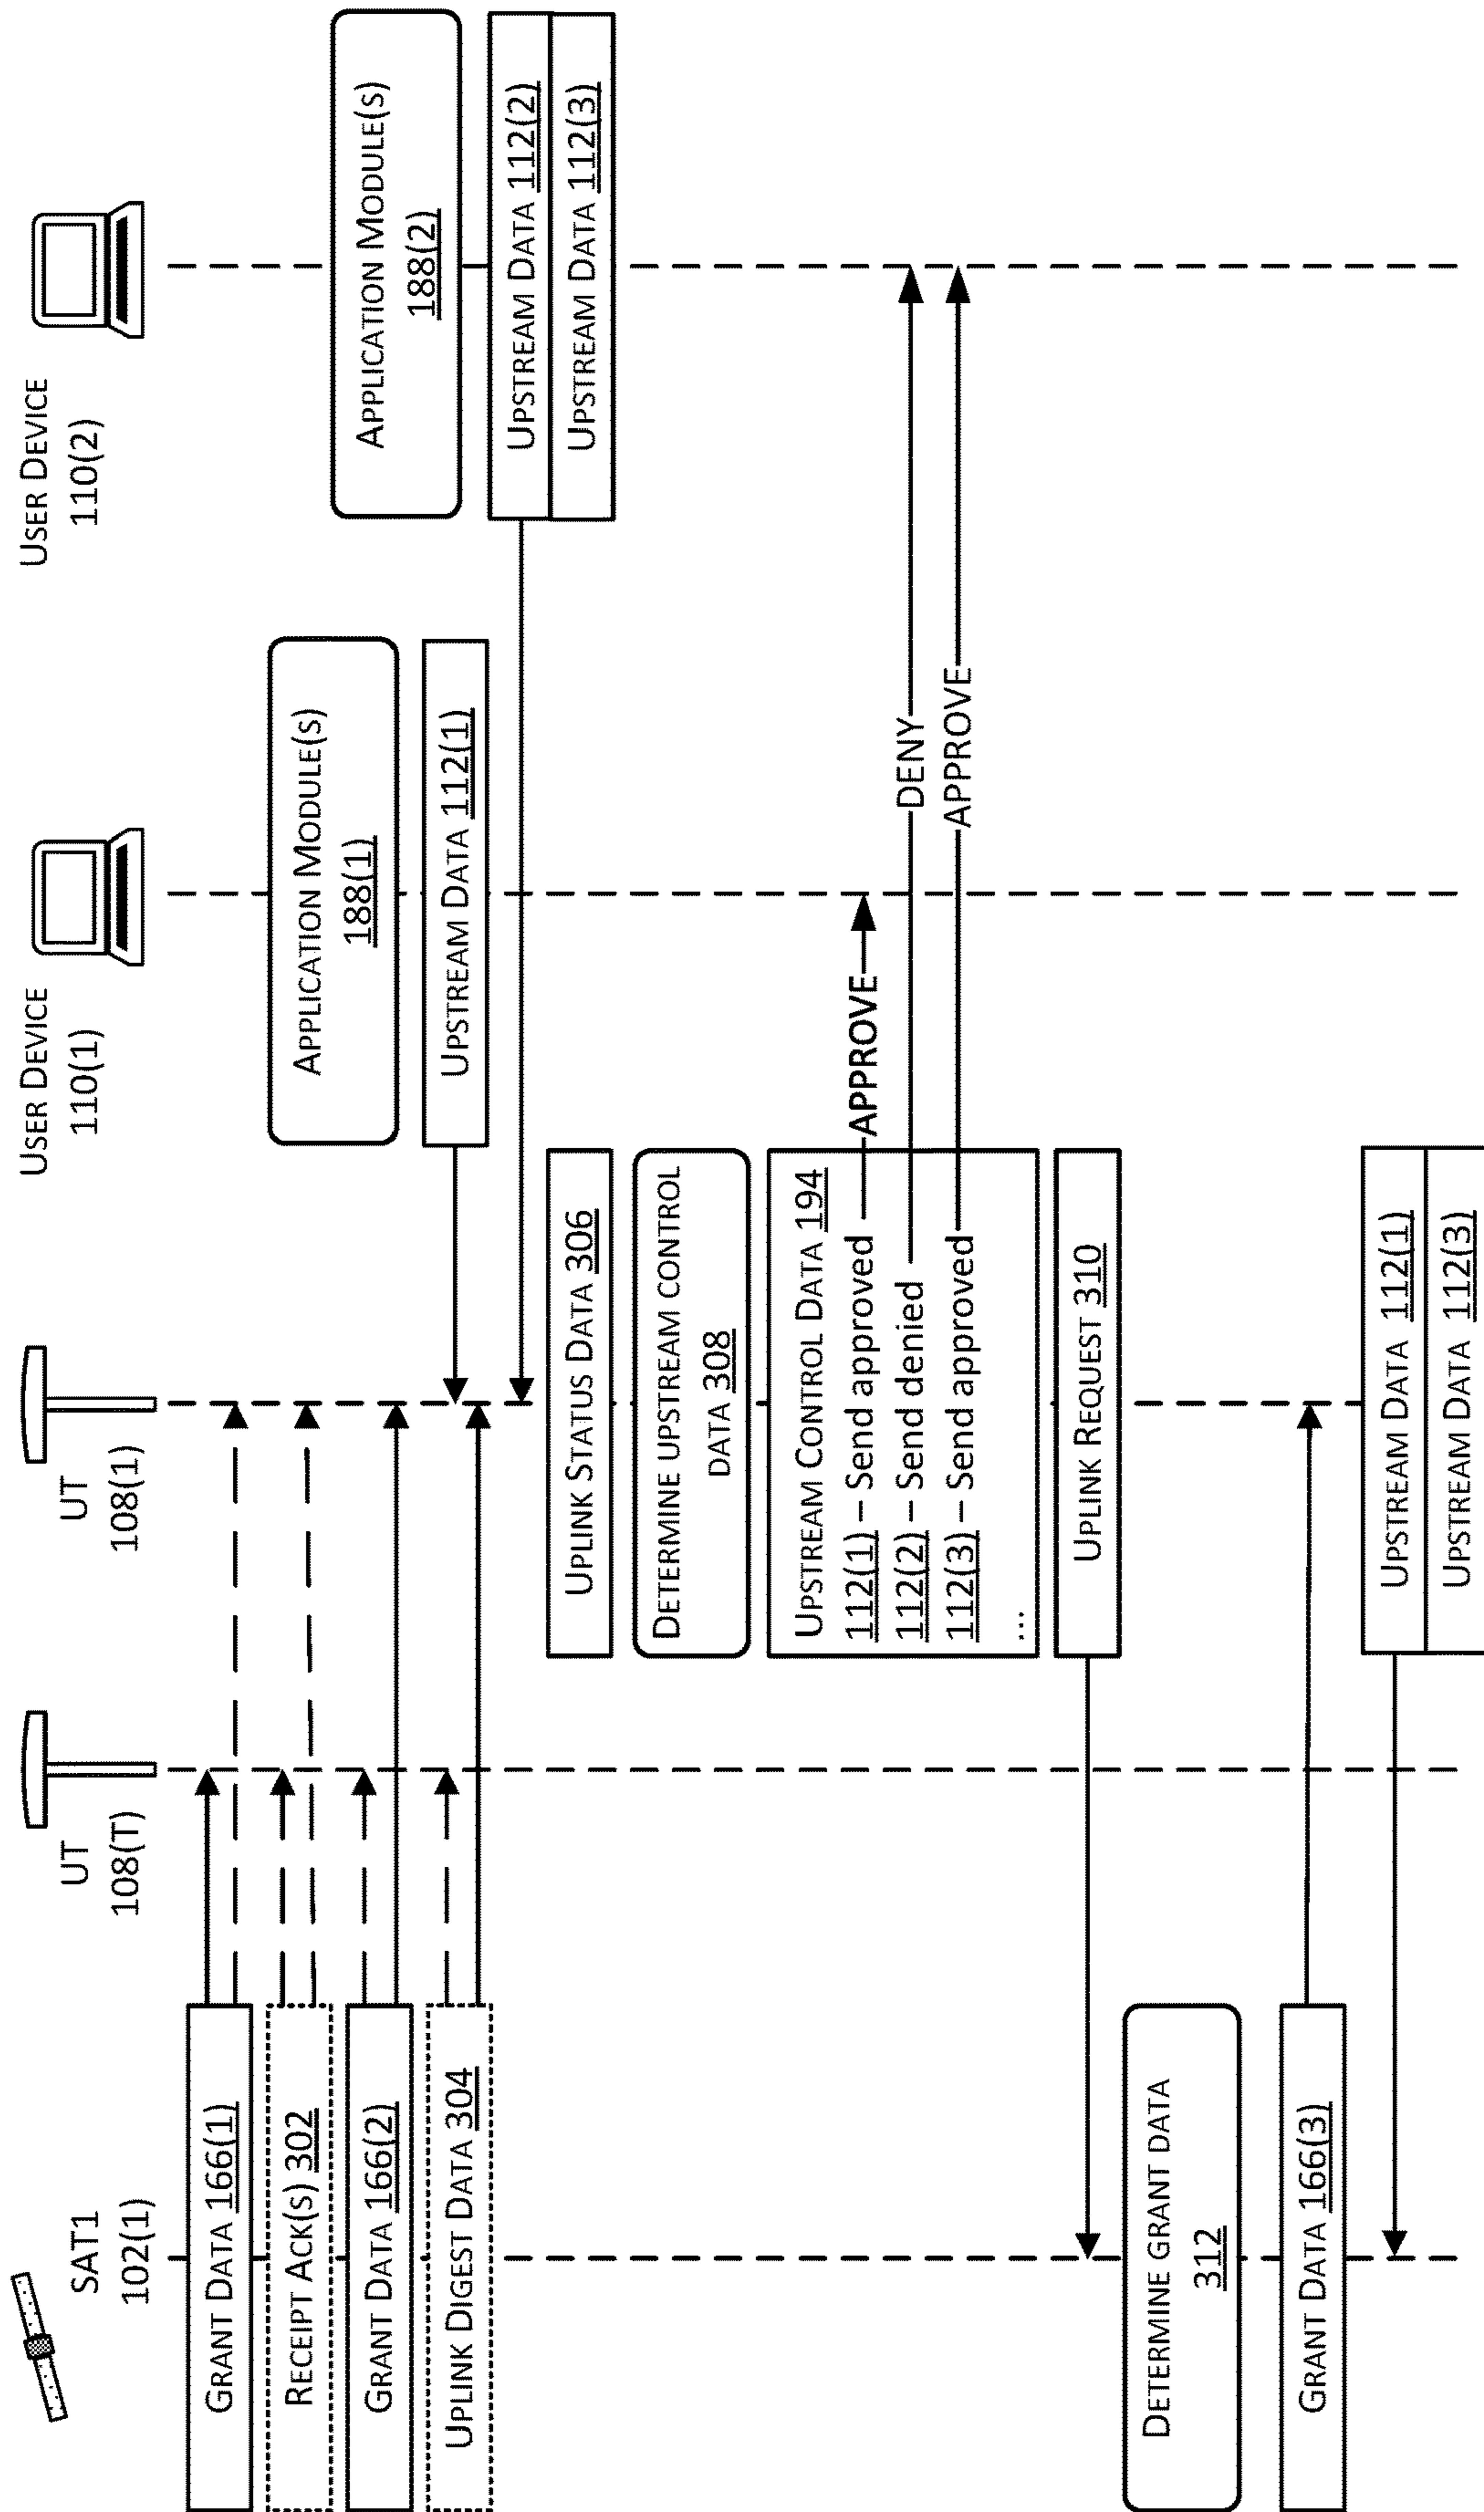 SAT1
102(1)
UT
108(T)
UT
108(1)
USER DEVICE
110(1)
USER DEVICE
110(2)
GRANT DATA 166(1)
RECEIPT ACK(S) 302
GRANT DATA 166(2)
UPLINK DIGEST DATA 304
APPLICATION MODULE(S)
188(1)
UPSTREAM DATA 112(1)
APPLICATION MODULE(S)
188(2)
UPSTREAM DATA 112(2)
UPSTREAM DATA 112(3)
UPLINK STATUS DATA 306
DETERMINE UPSTREAM CONTROL
DATA 308
UPSTREAM CONTROL DATA 194
112(1) – Send approved
112(2) – Send denied
112(3) – Send approved
...
APPROVE
DENY
APPROVE
UPLINK REQUEST 310
DETERMINE GRANT DATA
312
GRANT DATA 166(3)
UPSTREAM DATA 112(1)
UPSTREAM DATA 112(3)